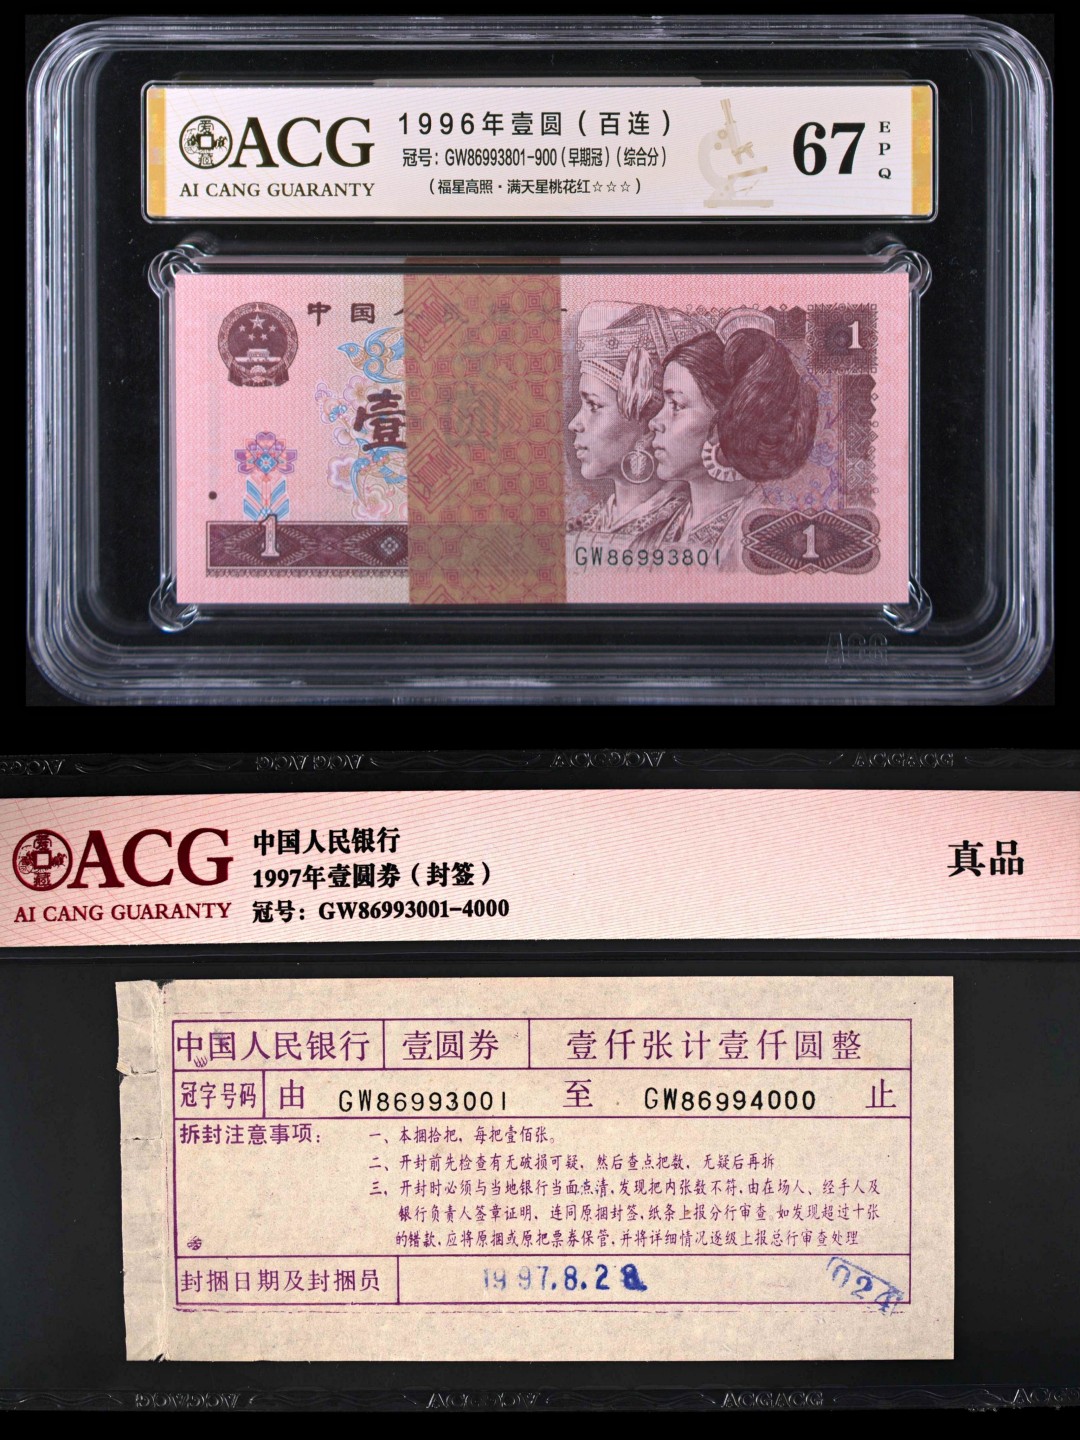 ACG
AI CANG GUARANTY
1996年壹圆（百连）
冠号：GW86993801-900（早期冠）（综合分）
（福星高照·满天星桃花红☆☆☆）
67
EPQ
中国人
1
壹
GW86993801
1
1
ACG
ACG
AI CANG GUARANTY
中国人民银行
1997年壹圆券（封签）
冠号：GW86993001-4000
真品
中国人民银行 壹圆券 壹仟张计壹仟圆整
冠字号码 由 GW86993001 至 GW86994000 止
拆封注意事项：
一、本捆拾把，每把壹佰张。
二、开封前先检查有无破损可疑，然后查点把数，无疑后再拆
三、开封时必须与当地银行当面点清，发现把内张数不符，由在场人、经手人及
银行负责人签章证明，连同原捆封签，纸条上报分行审查 如发现超过十张
的错款，应将原捆或原把票券保管，并将详细情况逐级上报总行审查处理
封捆日期及封捆员 1997.8.28 024